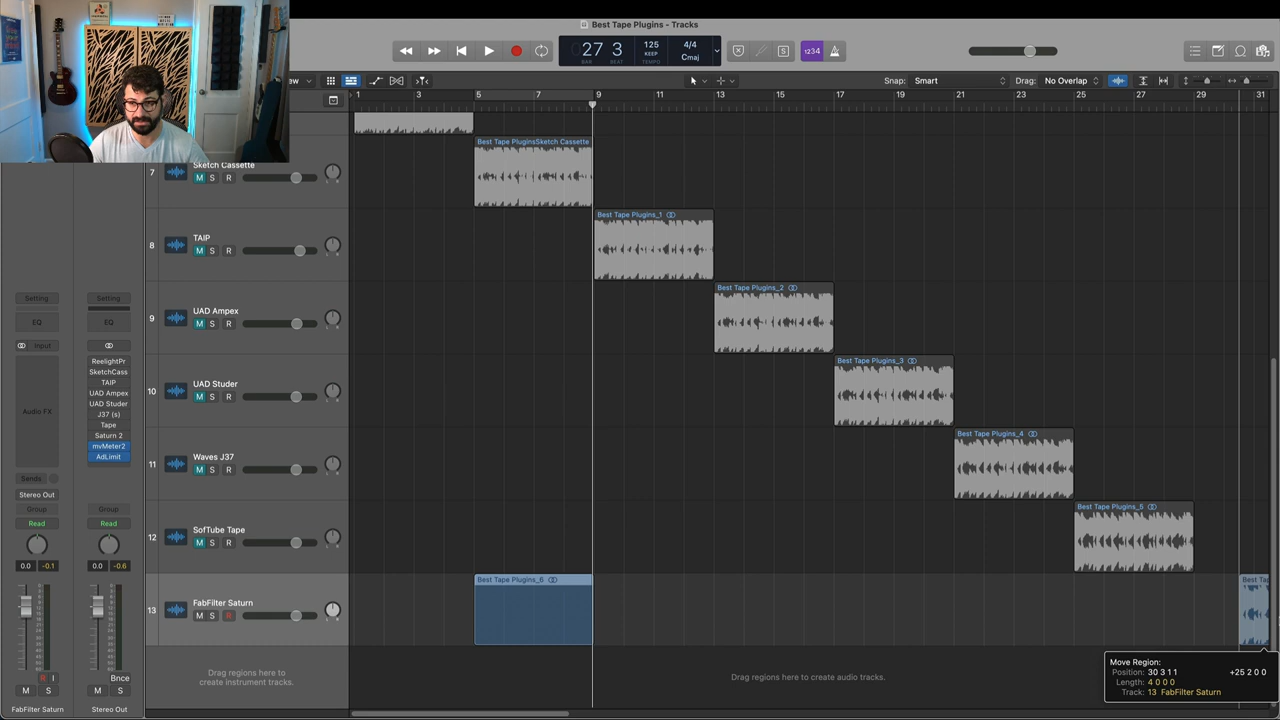 Best Tape Plugins - Tracks
27 3
BAR BEAT
125
KEEP
TEMPO
4/4
Cmaj
1234
ew
Snap: Smart
Drag: No Overlap
1 3 5 7 9 11 13 15 17 19 21 23 25 27 29 31
7 Sketch Cassette
M S R
Best Tape PluginsSketch Cassette
8 TAIP
M S R
Best Tape Plugins_1
9 UAD Ampex
M S R
Best Tape Plugins_2
10 UAD Studer
M S R
Best Tape Plugins_3
11 Waves J37
M S R
Best Tape Plugins_4
12 SofTube Tape
M S R
Best Tape Plugins_5
13 FabFilter Saturn
M S R
Best Tape Plugins_6
Best Ta
Drag regions here to
create instrument tracks.
Drag regions here to create audio tracks.
Move Region:
Position: 30 3 1 1 +25 2 0 0
Length: 4 0 0 0
Track: 13 FabFilter Saturn
Setting
EQ
Input
Audio FX
Sends
Stereo Out
Group
Read
0.0 -0.1
R I
M S
FabFilter Saturn
Setting
EQ
ReelightPr
SketchCass
TAIP
UAD Ampex
UAD Studer
J37 (s)
Tape
Saturn 2
mvMeter2
AdLimit
Group
Read
0.0 -0.6
Bnce
M S
Stereo Out